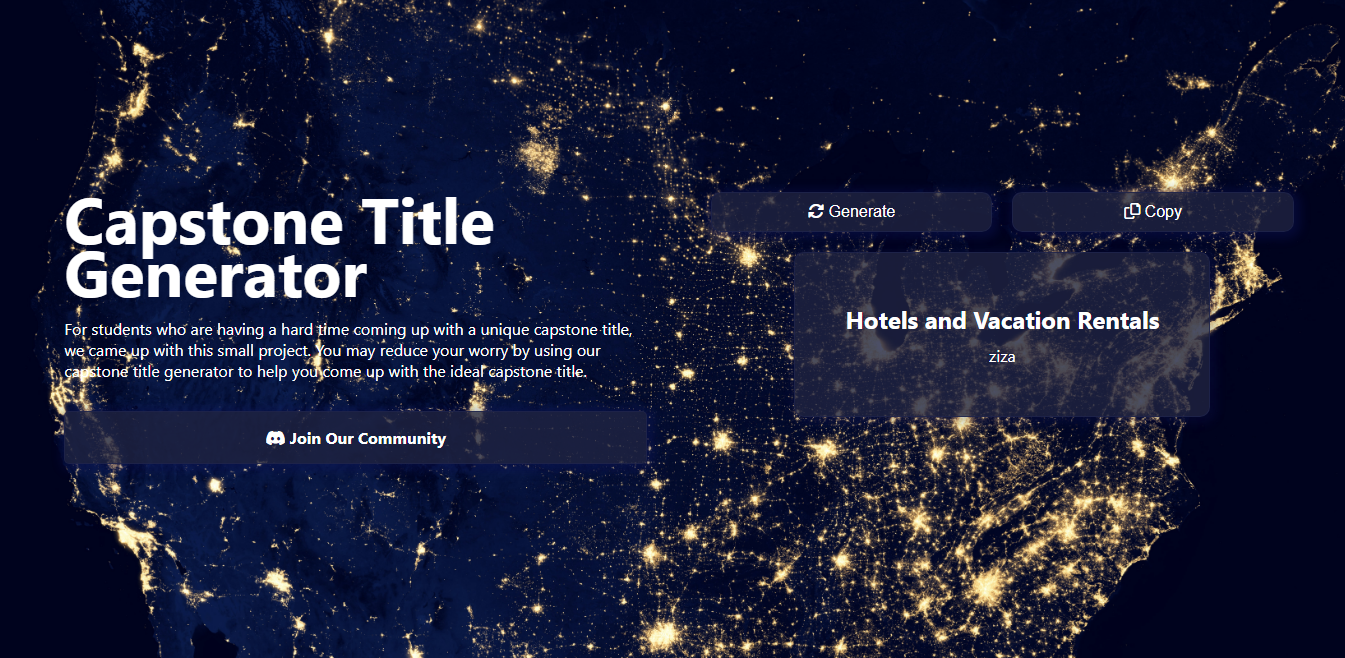 Capstone Title
Generator
For students who are having a hard time coming up with a unique capstone title,
we came up with this small project. You may reduce your worry by using our
capstone title generator to help you come up with the ideal capstone title.
Join Our Community
Generate
Copy
Hotels and Vacation Rentals
ziza